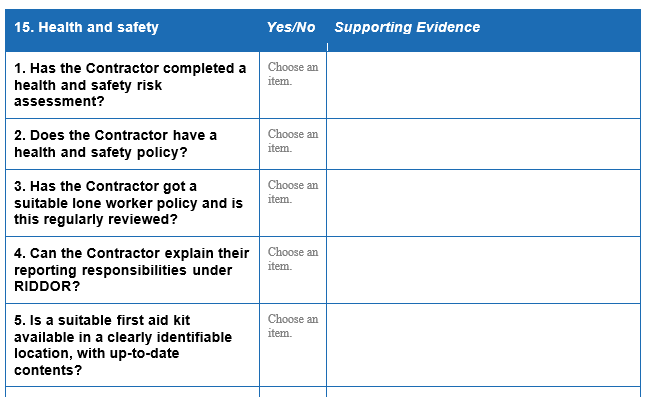 15. Health and safety Yes/No Supporting Evidence
1. Has the Contractor completed a
health and safety risk
assessment?
Choose an
item.
2. Does the Contractor have a
health and safety policy?
Choose an
item.
3. Has the Contractor got a
suitable lone worker policy and is
this regularly reviewed?
Choose an
item.
4. Can the Contractor explain their
reporting responsibilities under
RIDDOR?
Choose an
item.
5. Is a suitable first aid kit
available in a clearly identifiable
location, with up-to-date
contents?
Choose an
item.